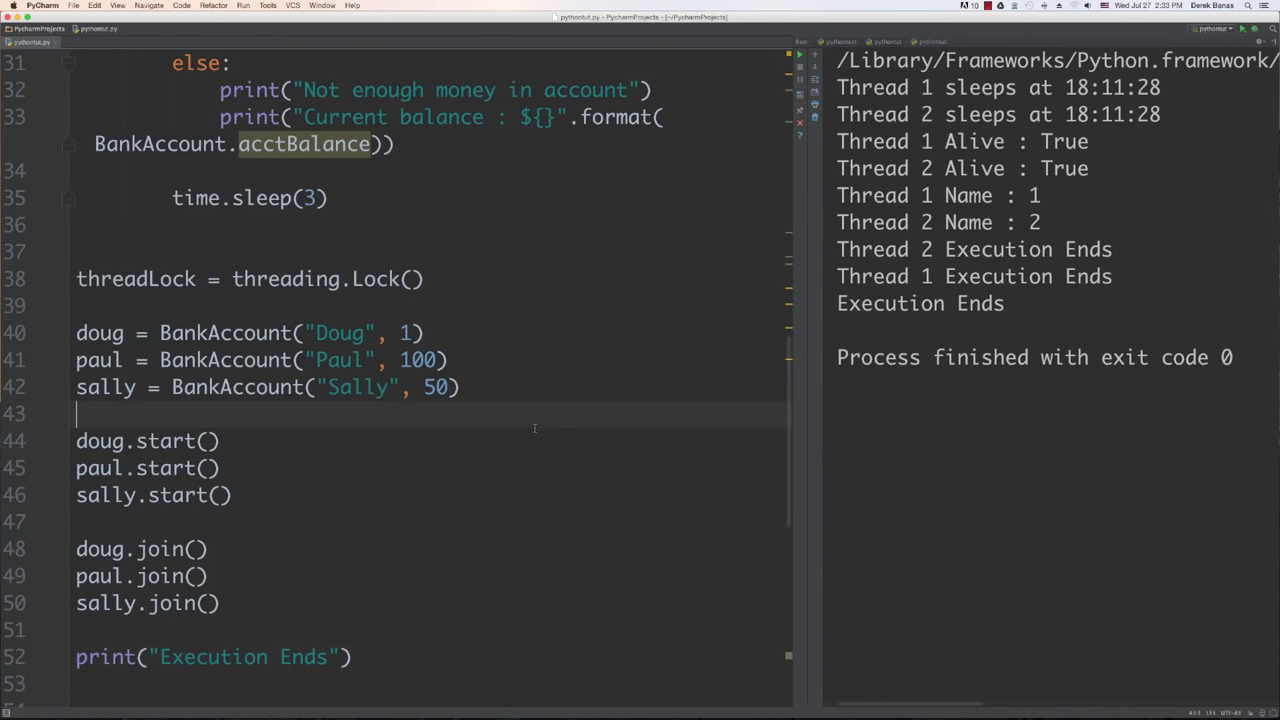 PyCharm File Edit View Navigate Code Refactor Run Tools VCS Window Help
10 Wed Jul 27 2:33 PM Derek Banas
pythontut.py - PycharmProjects - [~/PycharmProjects]
PycharmProjects pythontut.py pythontut
pythontut.py
Run: pythontest pythontut pythontut
31 else:
32 print("Not enough money in account")
33 print("Current balance : ${}".format(
BankAccount.acctBalance))
34
35 time.sleep(3)
36
37
38 threadLock = threading.Lock()
39
40 doug = BankAccount("Doug", 1)
41 paul = BankAccount("Paul", 100)
42 sally = BankAccount("Sally", 50)
43
44 doug.start()
45 paul.start()
46 sally.start()
47
48 doug.join()
49 paul.join()
50 sally.join()
51
52 print("Execution Ends")
53
/Library/Frameworks/Python.framework/
Thread 1 sleeps at 18:11:28
Thread 2 sleeps at 18:11:28
Thread 1 Alive : True
Thread 2 Alive : True
Thread 1 Name : 1
Thread 2 Name : 2
Thread 2 Execution Ends
Thread 1 Execution Ends
Execution Ends
Process finished with exit code 0